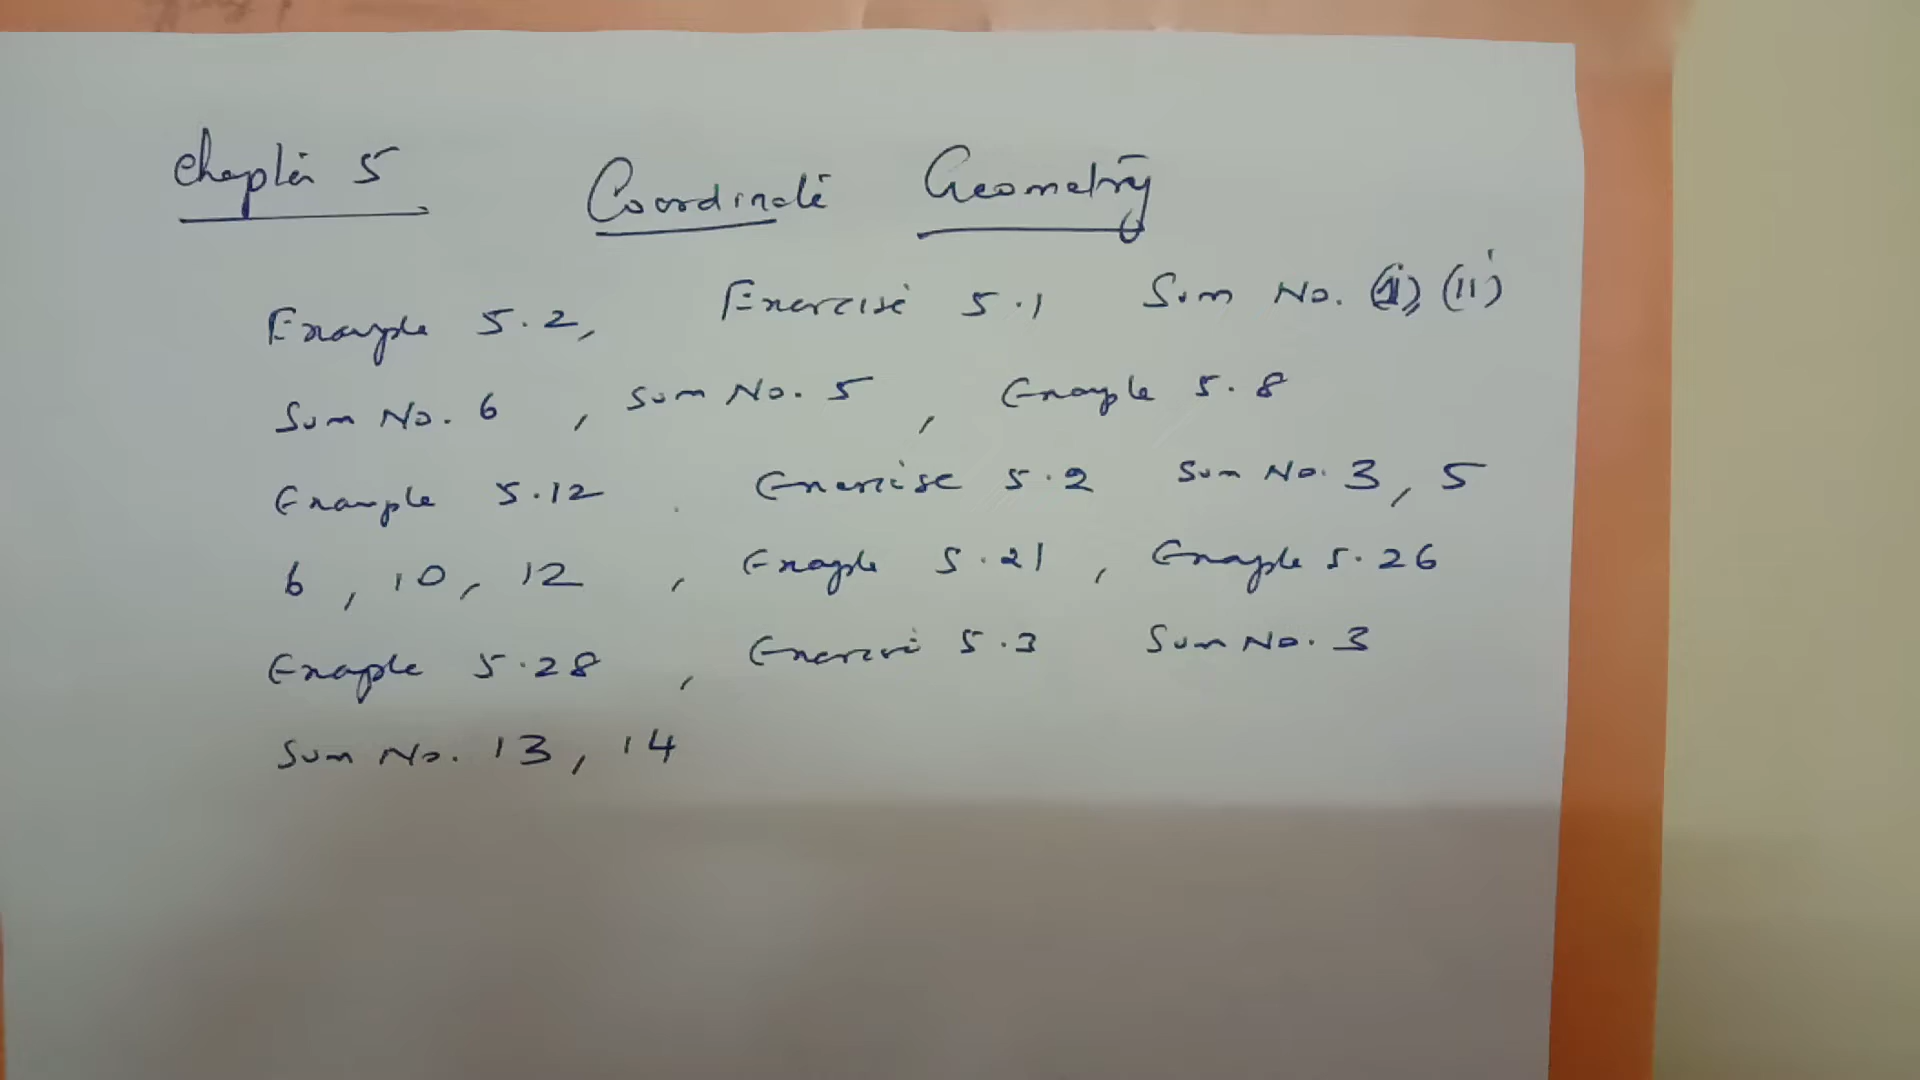 Chapter 5 Coordinate Geometry
Example 5.2, Exercise 5.1 Sum No. (i) (ii)
Sum No. 6 , Sum No. 5 , Example 5.8
Example 5.12 . Exercise 5.2 Sum No. 3, 5
6, 10, 12 , Example 5.21 , Example 5.26
Example 5.28 , Exercise 5.3 Sum No. 3
Sum No. 13, 14